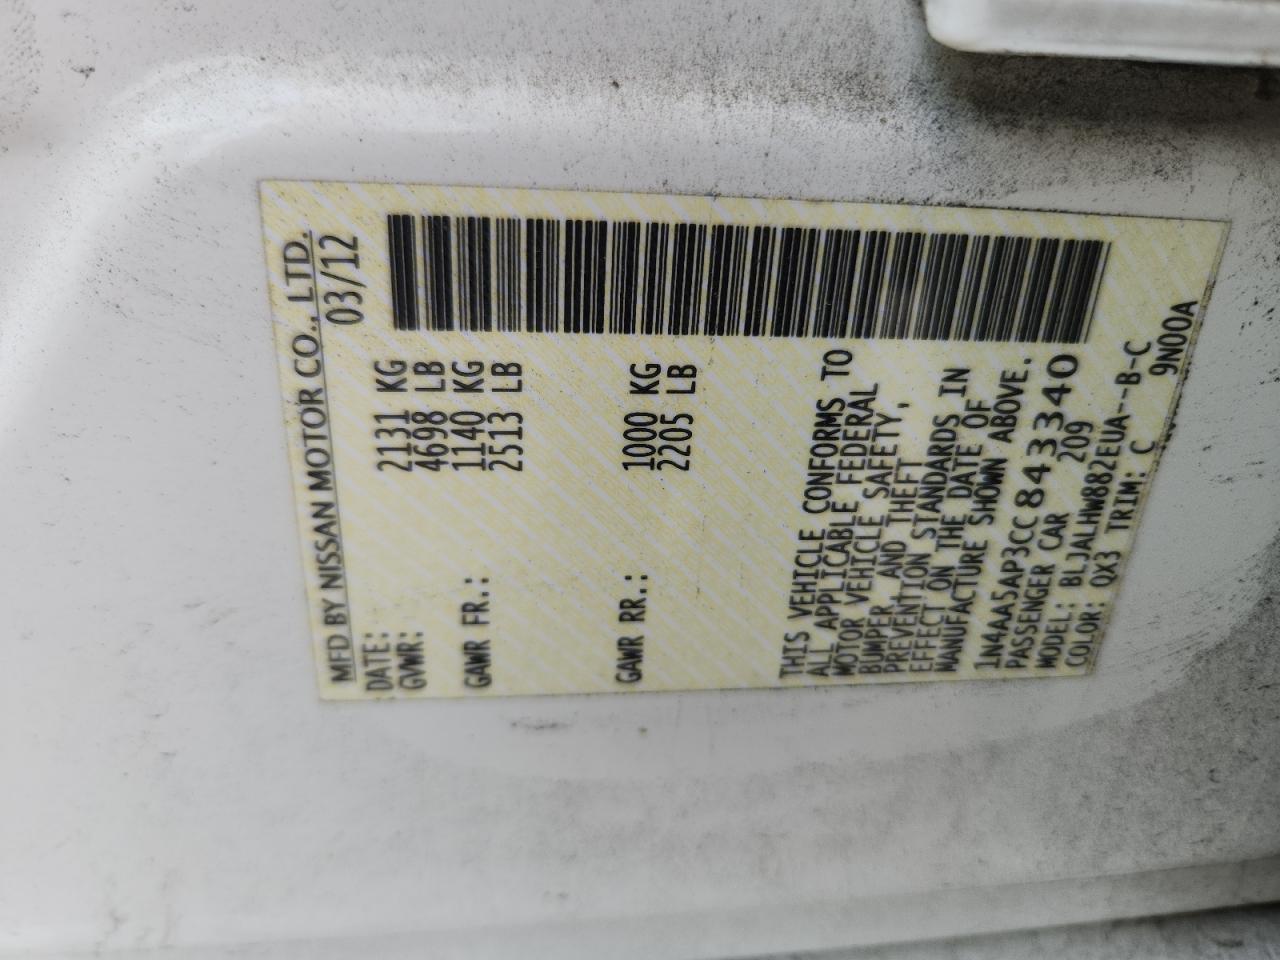 MFD BY NISSAN MOTOR CO., LTD.
DATE: 03/12
GVWR: 2131 KG
4698 LB
GAWR FR.: 1140 KG
2513 LB
GAWR RR.: 1000 KG
2205 LB
THIS VEHICLE CONFORMS TO
ALL APPLICABLE FEDERAL
MOTOR VEHICLE SAFETY,
BUMPER, AND THEFT
PREVENTION STANDARDS IN
EFFECT ON THE DATE OF
MANUFACTURE SHOWN ABOVE.
1N4AA5AP3CC843340
PASSENGER CAR 209
MODEL: BLJALHW882EUA--B-C
COLOR: QX3 TRIM: C
9N00A